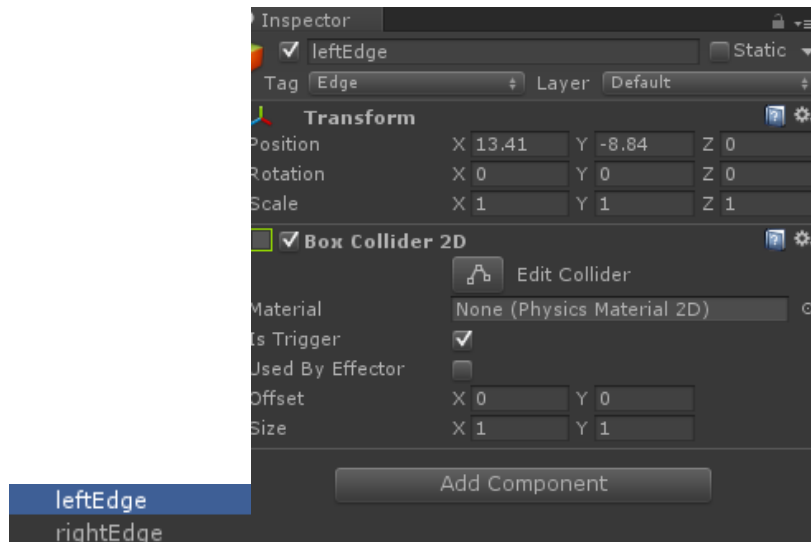 Inspector
leftEdge Static
Tag Edge Layer Default
Transform
Position X 13.41 Y -8.84 Z 0
Rotation X 0 Y 0 Z 0
Scale X 1 Y 1 Z 1
Box Collider 2D
Edit Collider
Material None (Physics Material 2D)
Is Trigger
Used By Effector
Offset X 0 Y 0
Size X 1 Y 1
Add Component
leftEdge
rightEdge